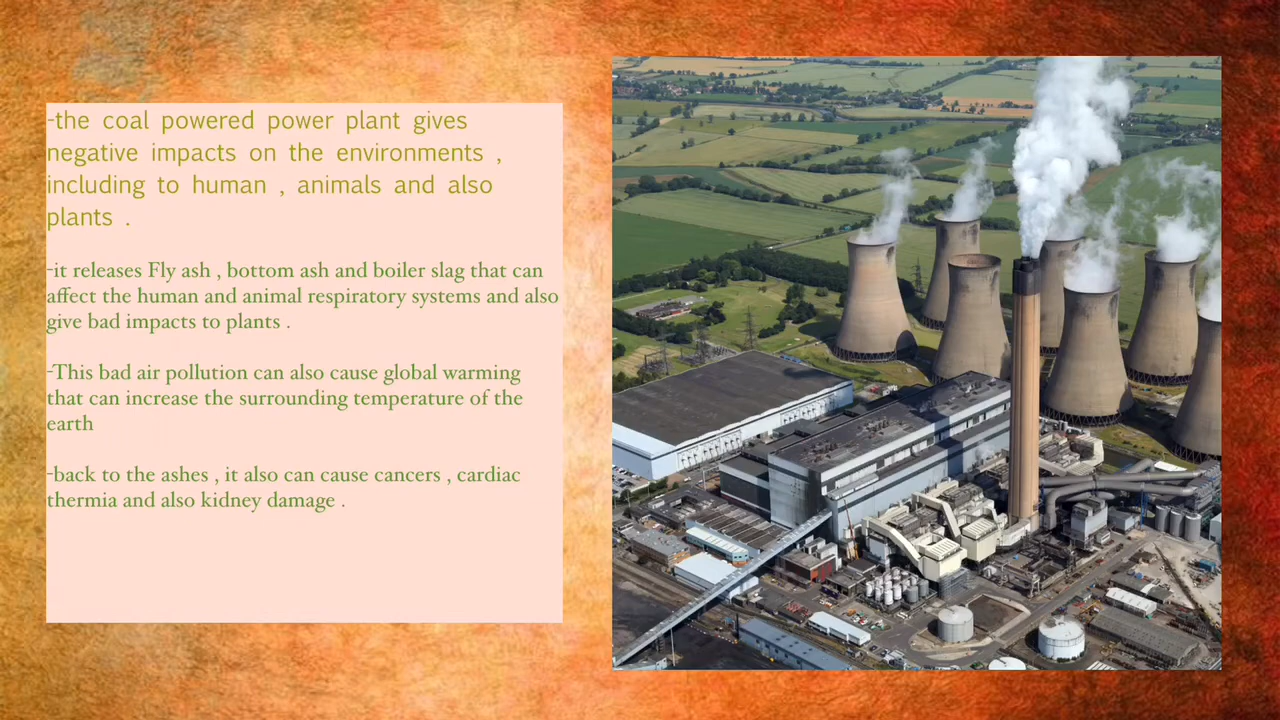 -the coal powered power plant gives
negative impacts on the environments ,
including to human , animals and also
plants .
-it releases Fly ash , bottom ash and boiler slag that can
affect the human and animal respiratory systems and also
give bad impacts to plants .
-This bad air pollution can also cause global warming
that can increase the surrounding temperature of the
earth
-back to the ashes , it also can cause cancers , cardiac
thermia and also kidney damage .